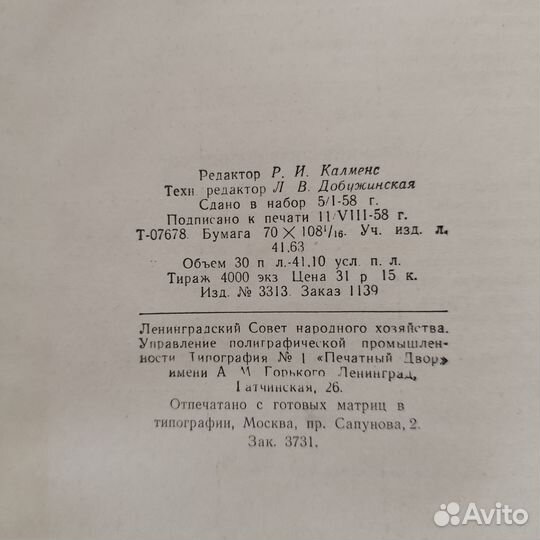 Редактор Р. И. Калменс
Техн. редактор Л В. Добужинская
Сдано в набор 5/I-58 г.
Подписано к печати 11/VIII-58 г.
Т-07678. Бумага 70 × 108¹/₁₆. Уч. изд. л.
41,63
Объем 30 п л.-41,10 усл. п. л.
Тираж 4000 экз Цена 31 р 15 к.
Изд. № 3313. Заказ 1139
Ленинградский Совет народного хозяйства.
Управление полиграфической промышлен-
ности Типография № 1 «Печатный Двор»
имени А М Горького Ленинград,
Гатчинская, 26.
Отпечатано с готовых матриц в
типографии, Москва, пр. Сапунова, 2.
Зак. 3731.
Avito